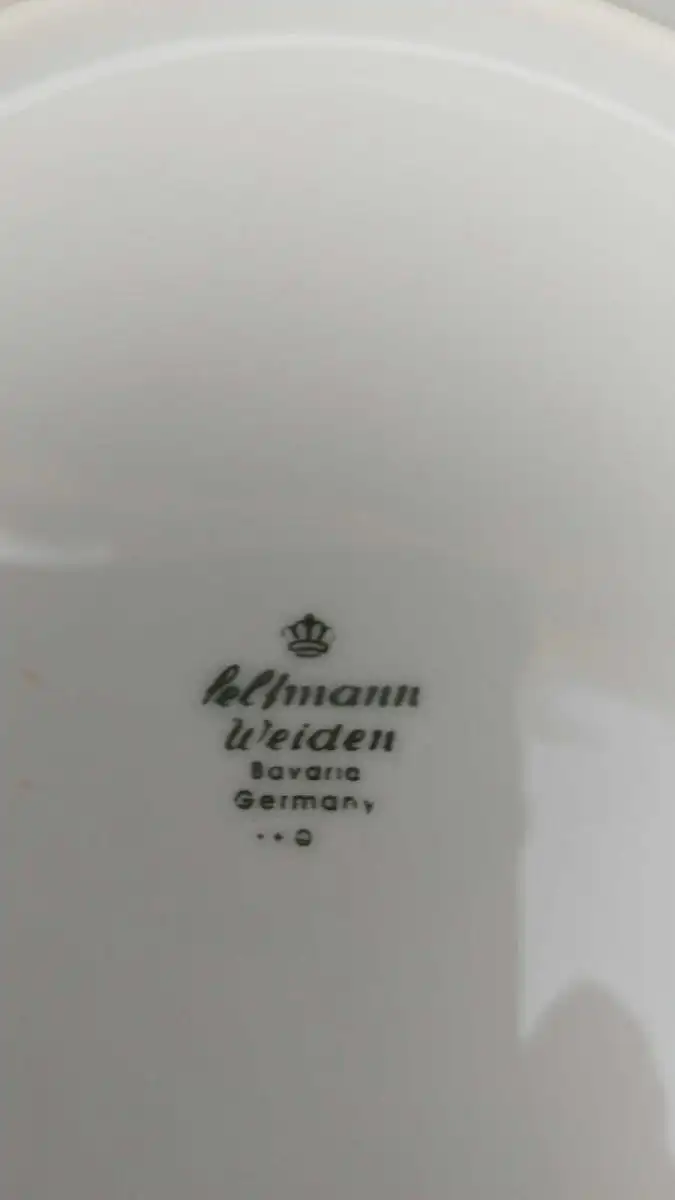 Seltmann
Weiden
Bavaria
Germany